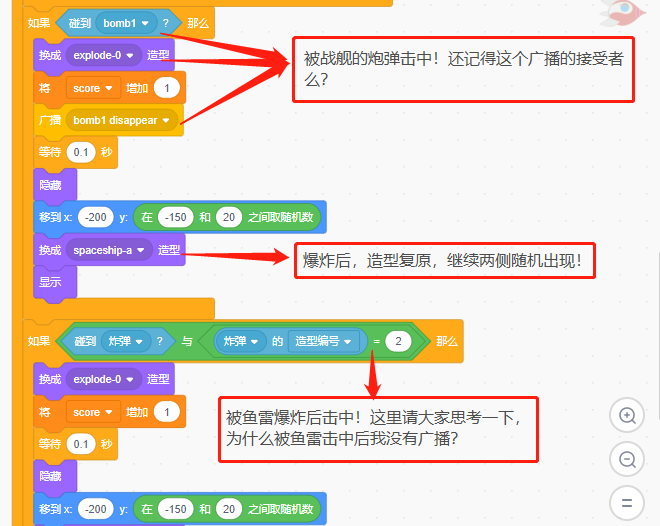 如果 碰到 bomb1 ? 那么
换成 explode-0 造型
将 score 增加 1
广播 bomb1 disappear
等待 0.1 秒
隐藏
移到 x: -200 y: 在 -150 和 20 之间取随机数
换成 spaceship-a 造型
显示
被战舰的炮弹击中！还记得这个广播的接受者
么？
爆炸后，造型复原，继续两侧随机出现！
如果 碰到 炸弹 ? 与 炸弹 的 造型编号 = 2 那么
换成 explode-0 造型
将 score 增加 1
等待 0.1 秒
隐藏
移到 x: -200 y: 在 -150 和 20 之间取随机数
被鱼雷爆炸后击中！这里请大家思考一下，
为什么被鱼雷击中后我没有广播？